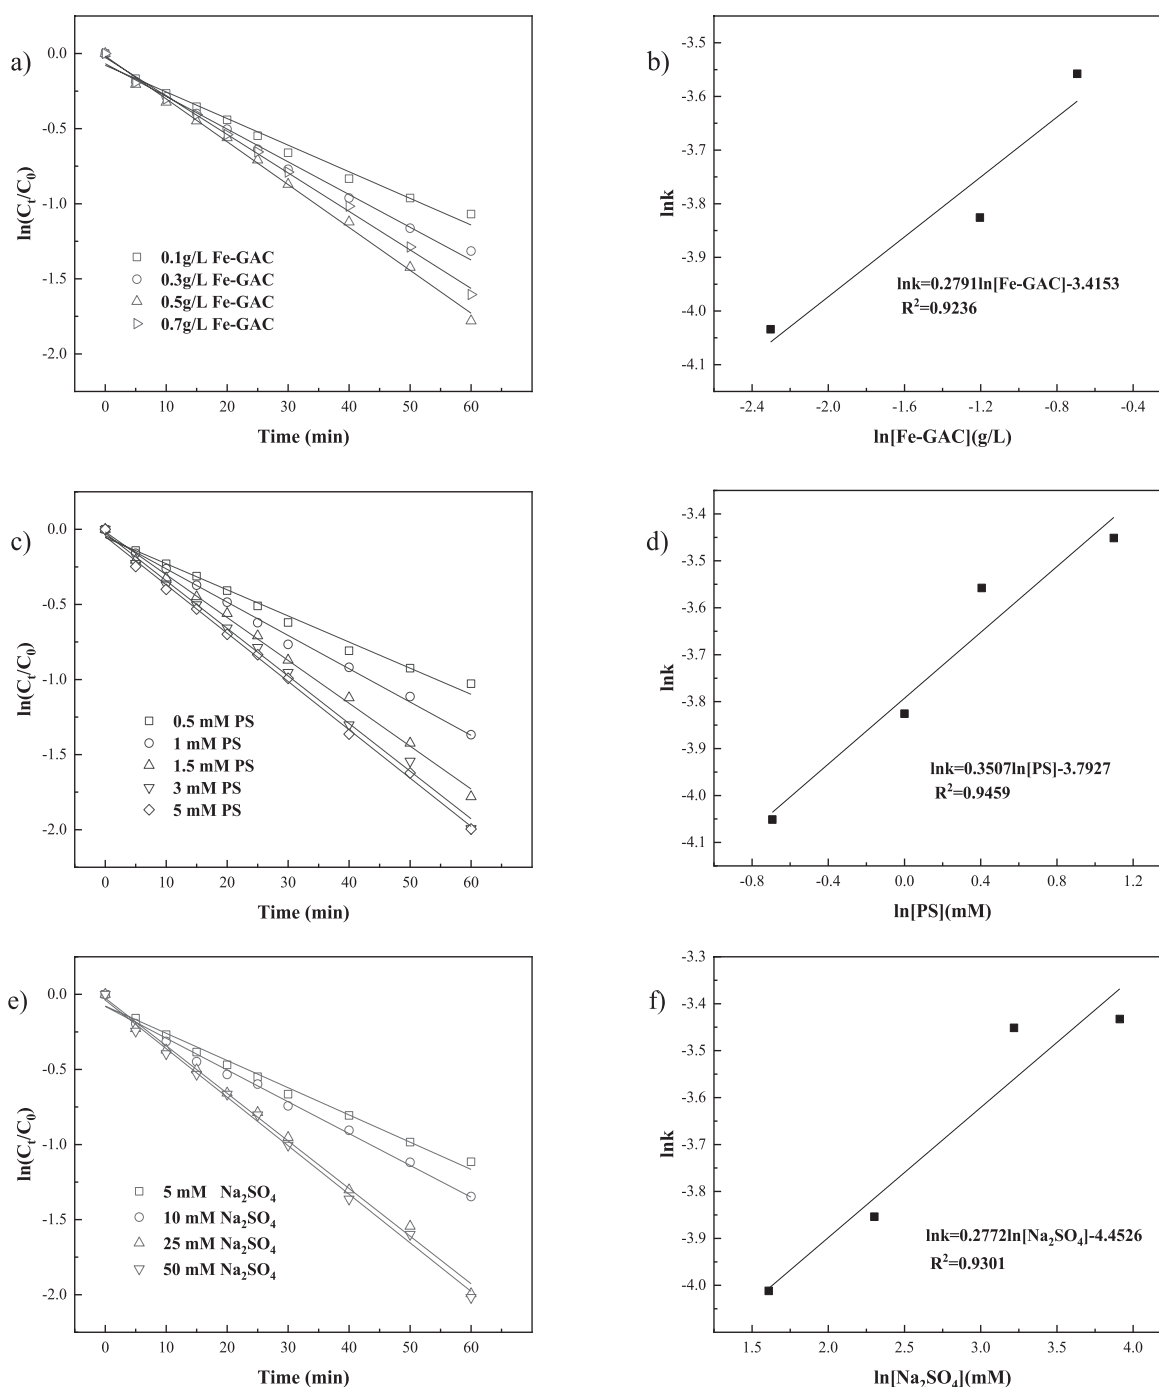 a)
0.0
-0.5
-1.0
-1.5
-2.0
ln(Cₜ/C₀)
0.1g/L Fe-GAC
0.3g/L Fe-GAC
0.5g/L Fe-GAC
0.7g/L Fe-GAC
0 10 20 30 40 50 60
Time (min)
b)
-3.5
-3.6
-3.7
-3.8
-3.9
-4.0
-4.1
lnk
lnk=0.2791ln[Fe-GAC]-3.4153
R²=0.9236
-2.4 -2.0 -1.6 -1.2 -0.8 -0.4
ln[Fe-GAC](g/L)
c)
0.0
-0.5
-1.0
-1.5
-2.0
ln(Cₜ/C₀)
0.5 mM PS
1 mM PS
1.5 mM PS
3 mM PS
5 mM PS
0 10 20 30 40 50 60
Time (min)
d)
-3.4
-3.5
-3.6
-3.7
-3.8
-3.9
-4.0
-4.1
lnk
lnk=0.3507ln[PS]-3.7927
R²=0.9459
-0.8 -0.4 0.0 0.4 0.8 1.2
ln[PS](mM)
e)
0.0
-0.5
-1.0
-1.5
-2.0
ln(Cₜ/C₀)
5 mM Na₂SO₄
10 mM Na₂SO₄
25 mM Na₂SO₄
50 mM Na₂SO₄
0 10 20 30 40 50 60
Time (min)
f)
-3.3
-3.4
-3.5
-3.6
-3.7
-3.8
-3.9
-4.0
lnk
lnk=0.2772ln[Na₂SO₄]-4.4526
R²=0.9301
1.5 2.0 2.5 3.0 3.5 4.0
ln[Na₂SO₄](mM)